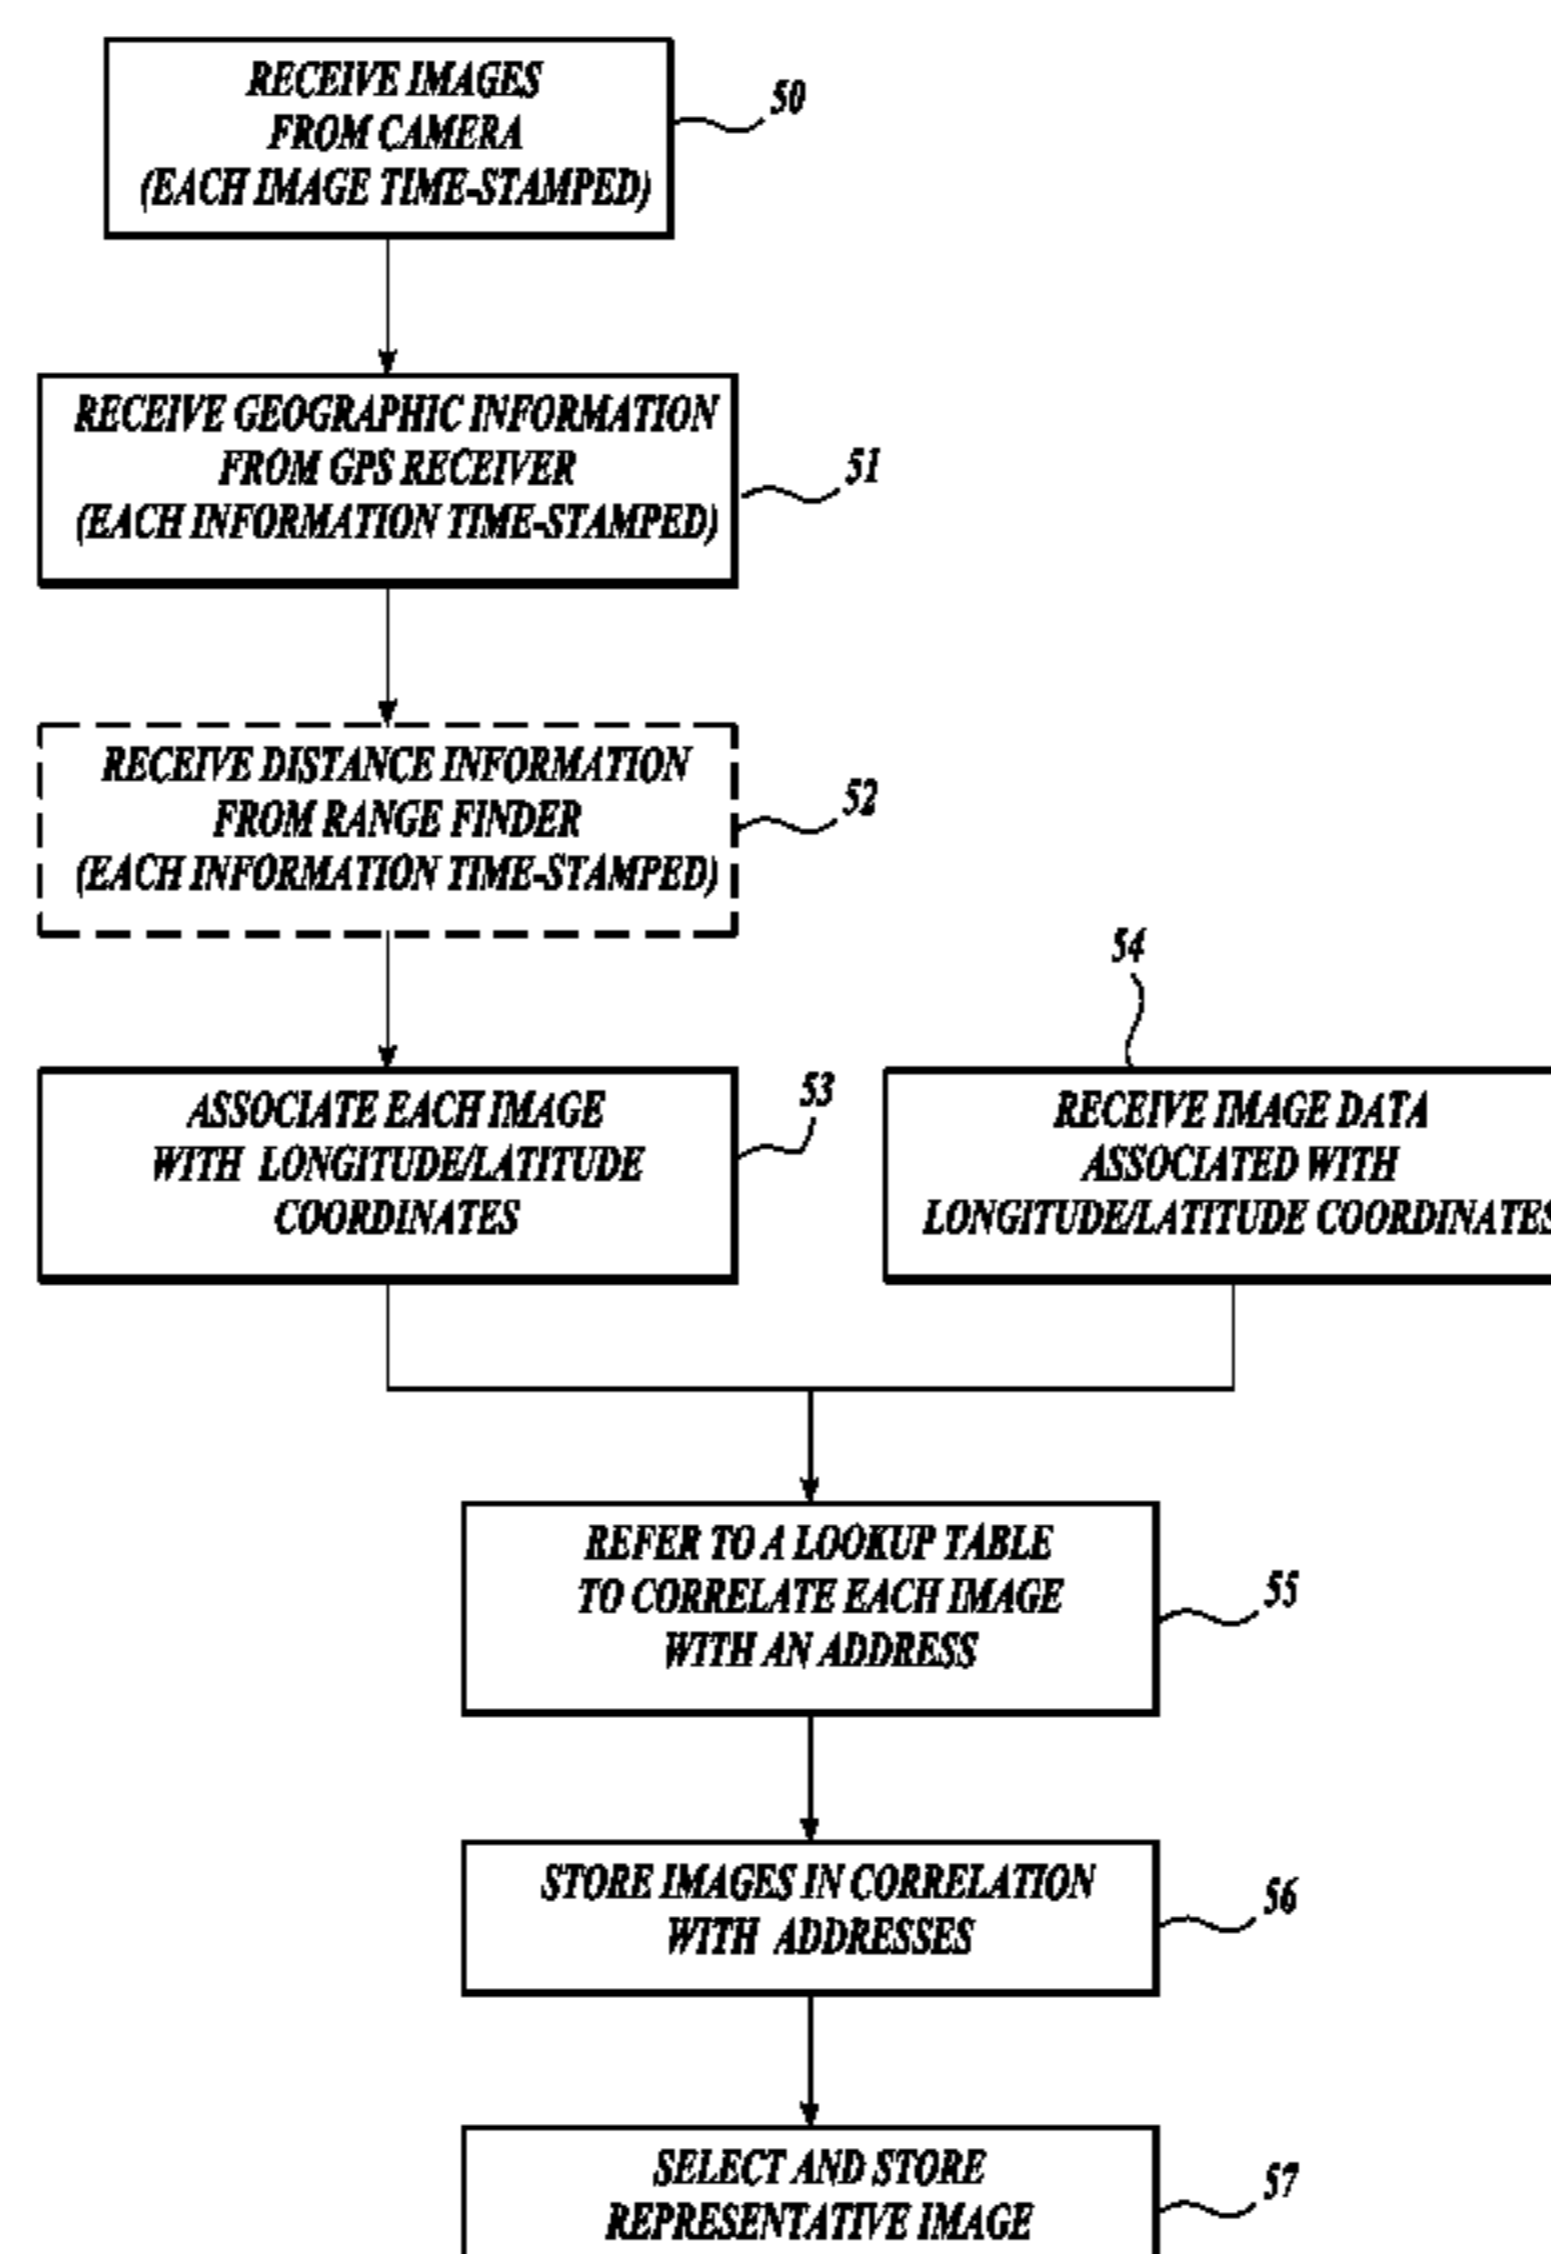 RECEIVE IMAGES
FROM CAMERA
(EACH IMAGE TIME-STAMPED)
50
RECEIVE GEOGRAPHIC INFORMATION
FROM GPS RECEIVER
(EACH INFORMATION TIME-STAMPED)
51
RECEIVE DISTANCE INFORMATION
FROM RANGE FINDER
(EACH INFORMATION TIME-STAMPED)
52
ASSOCIATE EACH IMAGE
WITH LONGITUDE/LATITUDE
COORDINATES
53
54
RECEIVE IMAGE DATA
ASSOCIATED WITH
LONGITUDE/LATITUDE COORDINATES
REFER TO A LOOKUP TABLE
TO CORRELATE EACH IMAGE
WITH AN ADDRESS
55
STORE IMAGES IN CORRELATION
WITH ADDRESSES
56
SELECT AND STORE
REPRESENTATIVE IMAGE
57